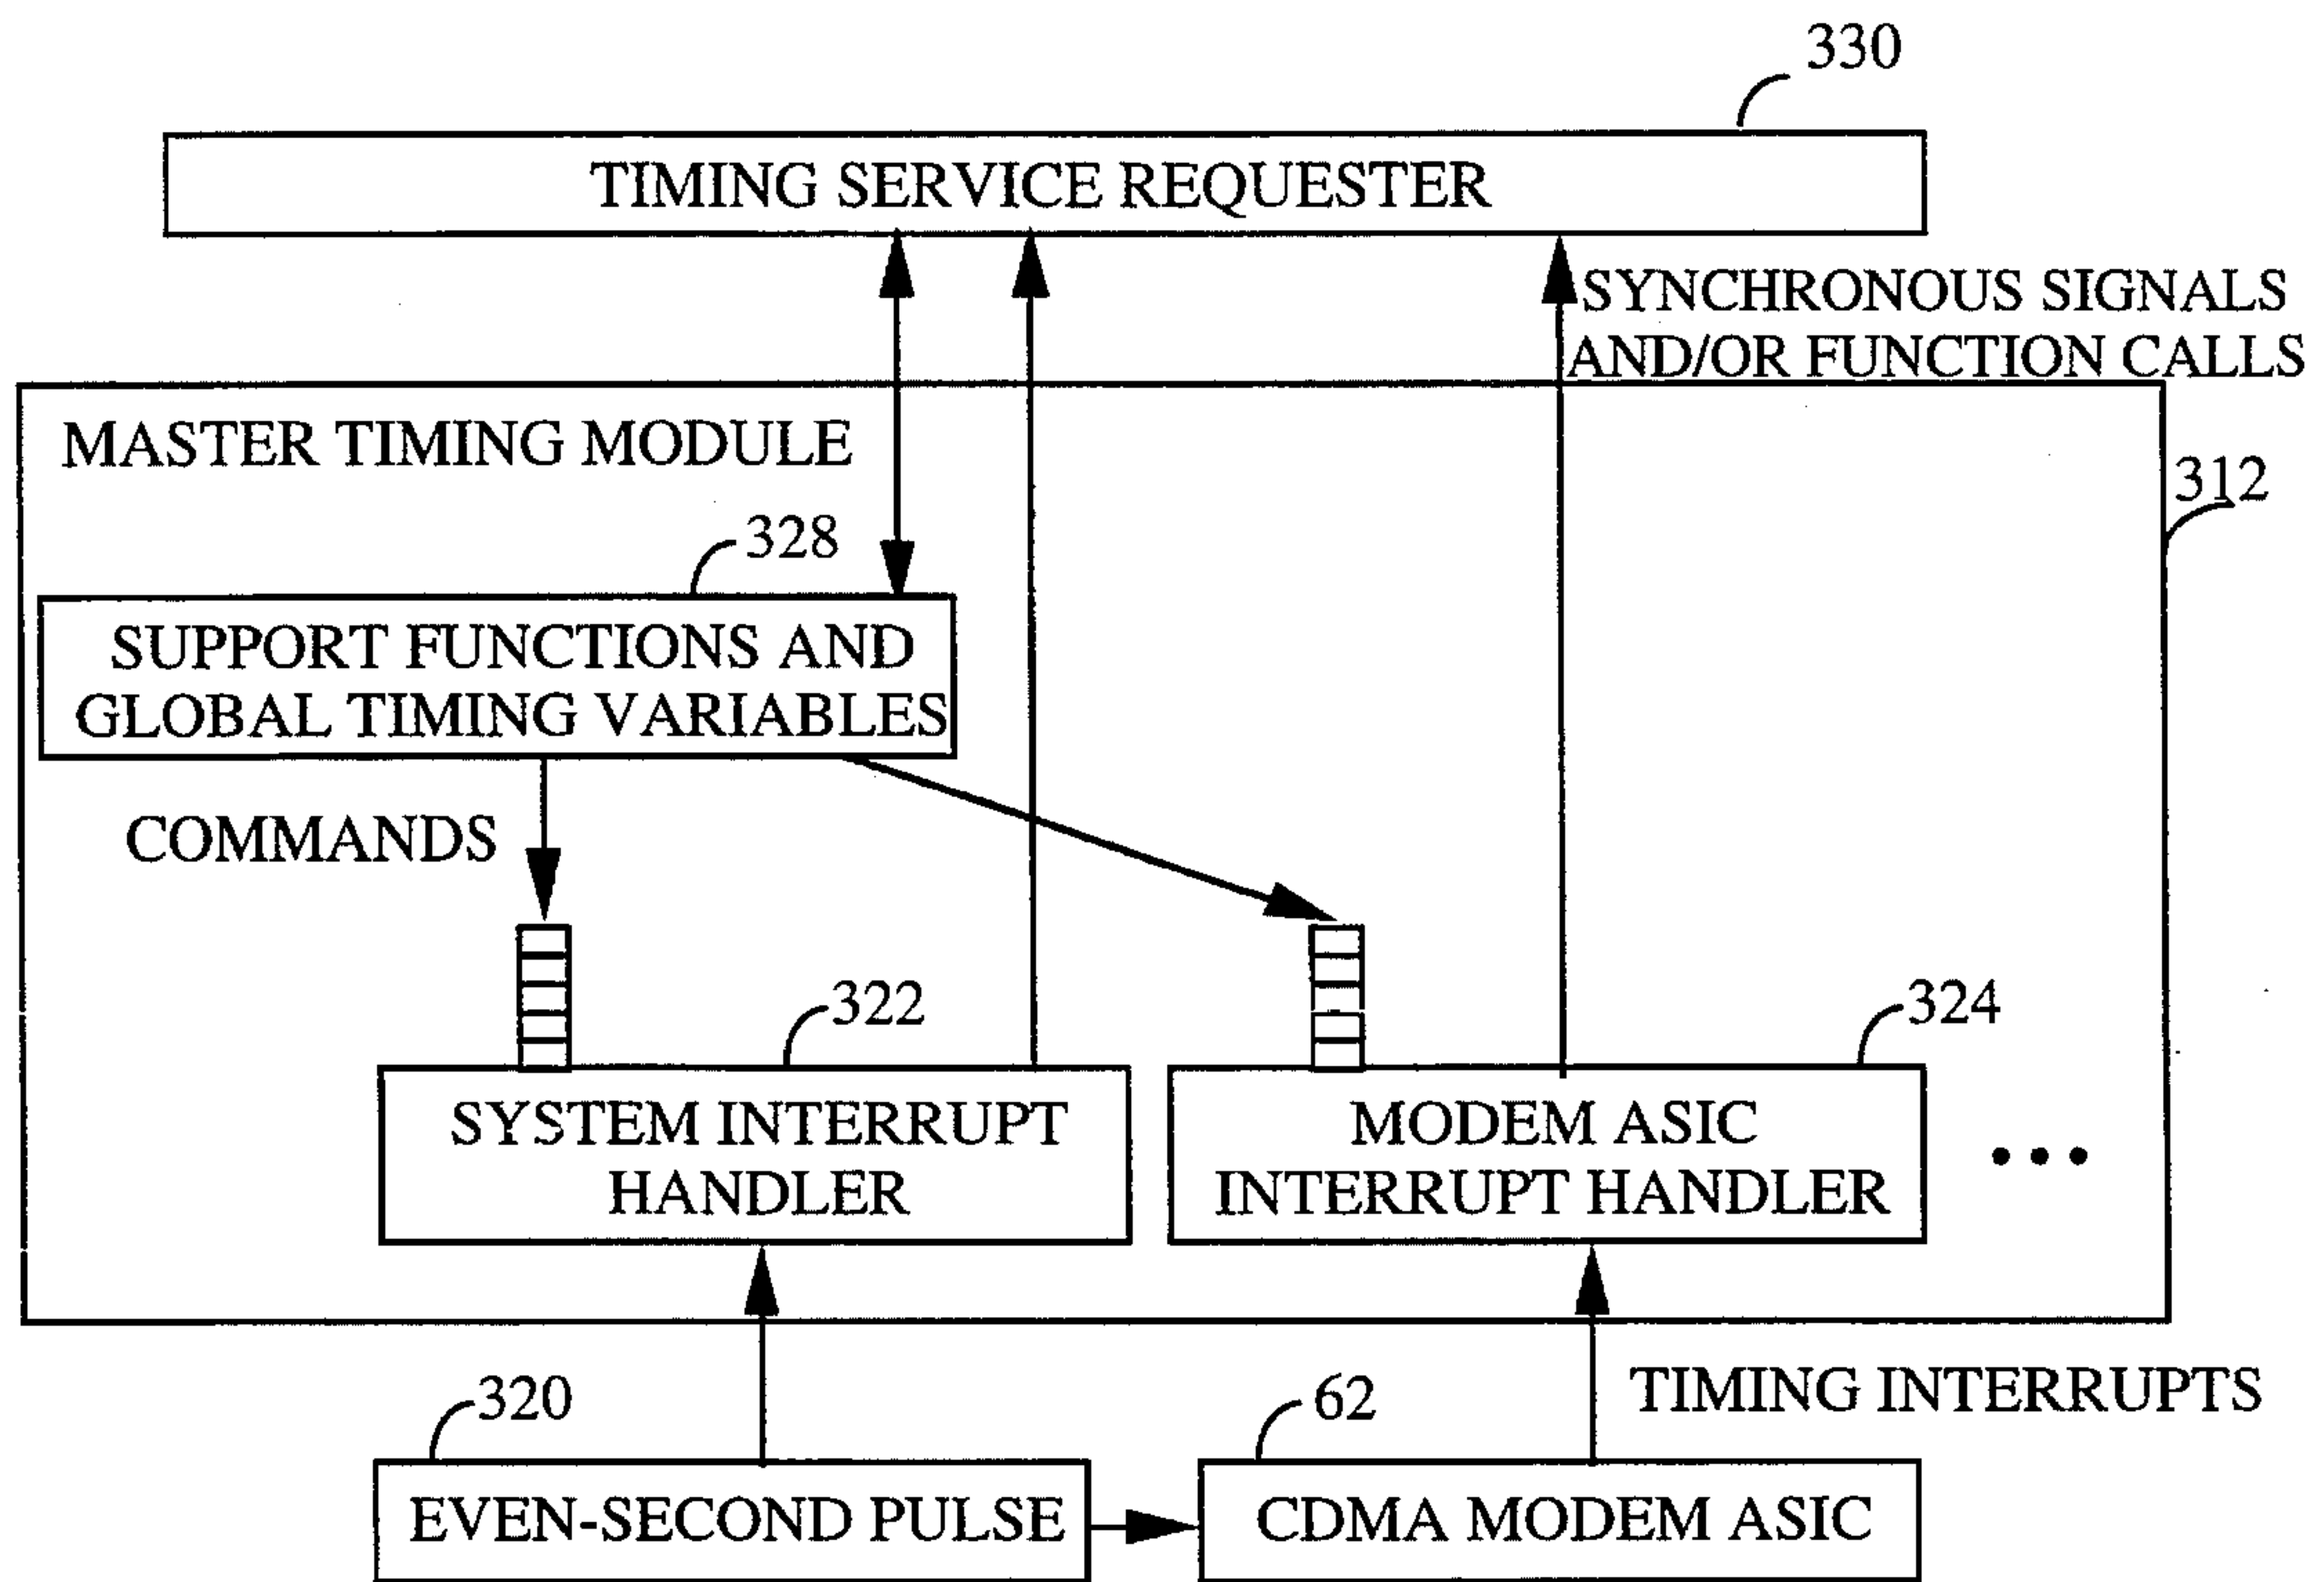 330
TIMING SERVICE REQUESTER
SYNCHRONOUS SIGNALS
AND/OR FUNCTION CALLS
MASTER TIMING MODULE
312
328
SUPPORT FUNCTIONS AND
GLOBAL TIMING VARIABLES
COMMANDS
322
324
SYSTEM INTERRUPT
HANDLER
MODEM ASIC
INTERRUPT HANDLER
320
62
TIMING INTERRUPTS
EVEN-SECOND PULSE
CDMA MODEM ASIC